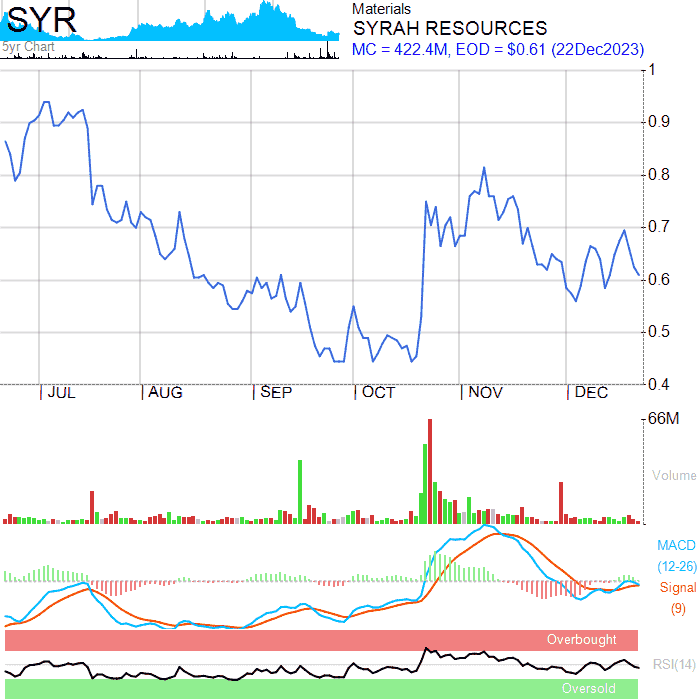 SYR
5yr Chart
Materials
SYRAH RESOURCES
MC = 422.4M, EOD = $0.61 (22Dec2023)
1
0.9
0.8
0.7
0.6
0.5
0.4
JUL AUG SEP OCT NOV DEC
66M
Volume
MACD
(12-26)
Signal
(9)
Overbought
RSI(14)
Oversold